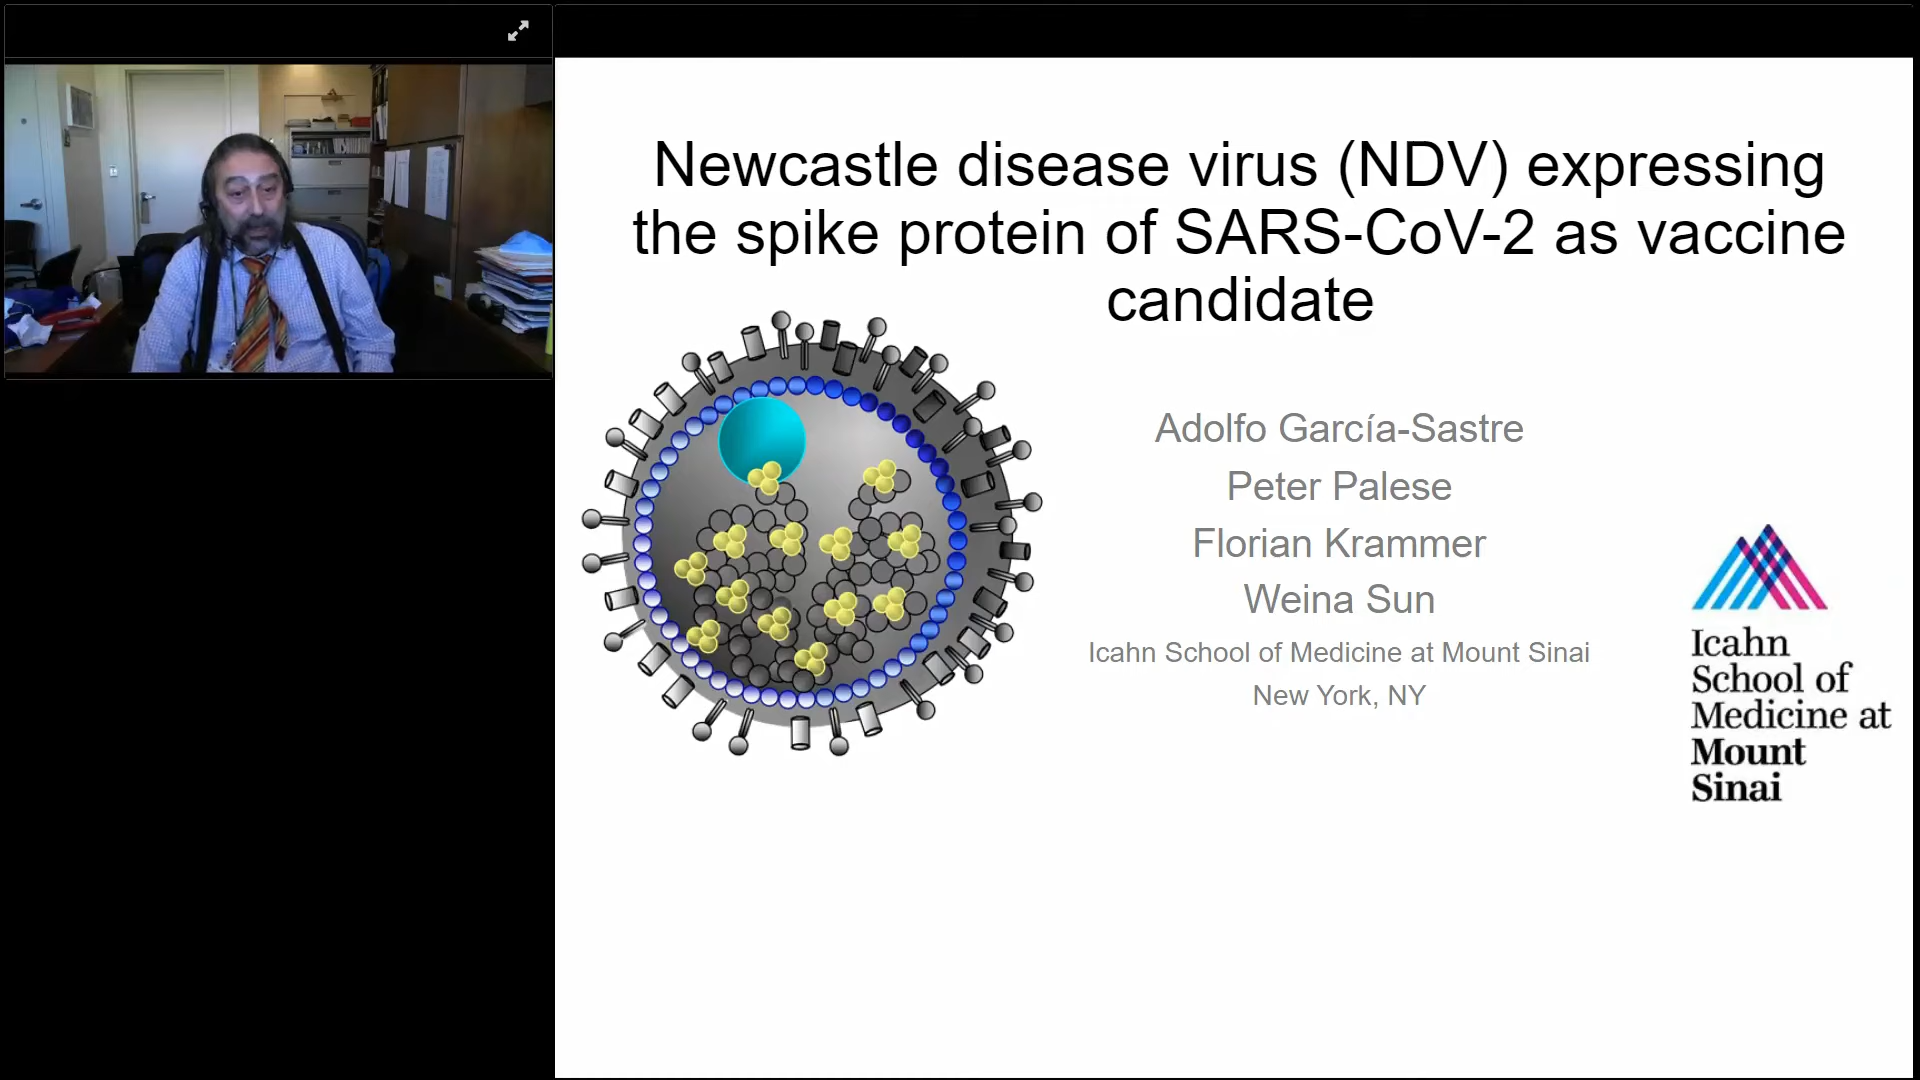 Newcastle disease virus (NDV) expressing
the spike protein of SARS-CoV-2 as vaccine
candidate
Adolfo García-Sastre
Peter Palese
Florian Krammer
Weina Sun
Icahn School of Medicine at Mount Sinai
New York, NY
Icahn
School of
Medicine at
Mount
Sinai